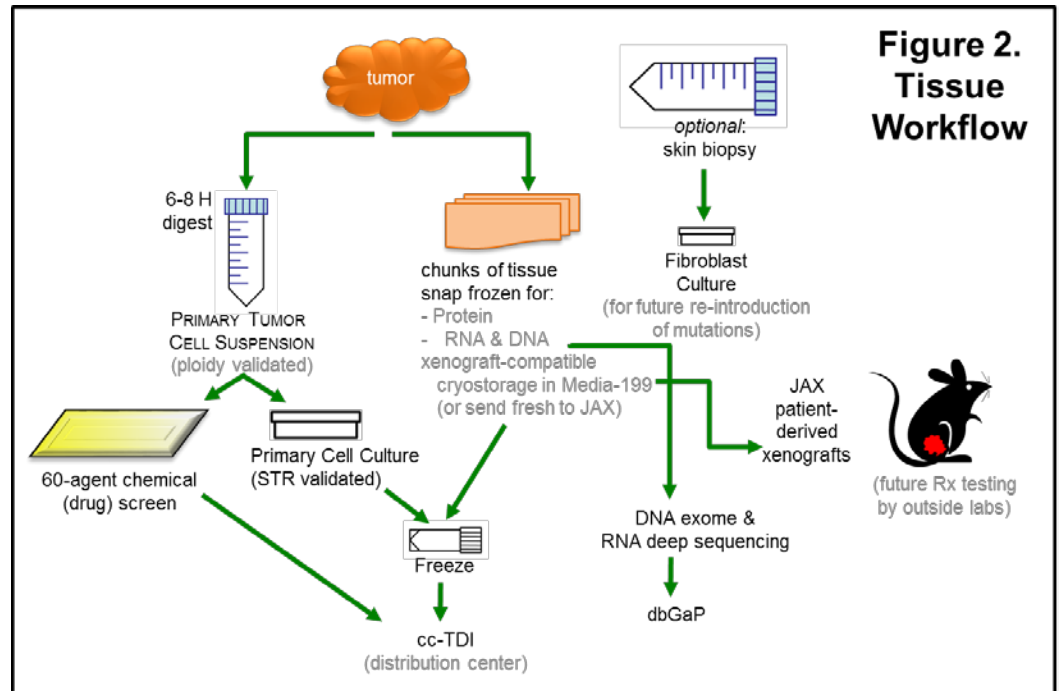 Figure 2.
Tissue
Workflow
tumor
optional:
skin biopsy
6-8 H
digest
PRIMARY TUMOR
CELL SUSPENSION
(ploidy validated)
chunks of tissue
snap frozen for:
- Protein
- RNA & DNA
xenograft-compatible
cryostorage in Media-199
(or send fresh to JAX)
Fibroblast
Culture
(for future re-introduction
of mutations)
JAX
patient-
derived
xenografts
(future Rx testing
by outside labs)
60-agent chemical
(drug) screen
Primary Cell Culture
(STR validated)
Freeze
DNA exome &
RNA deep sequencing
dbGaP
cc-TDI
(distribution center)